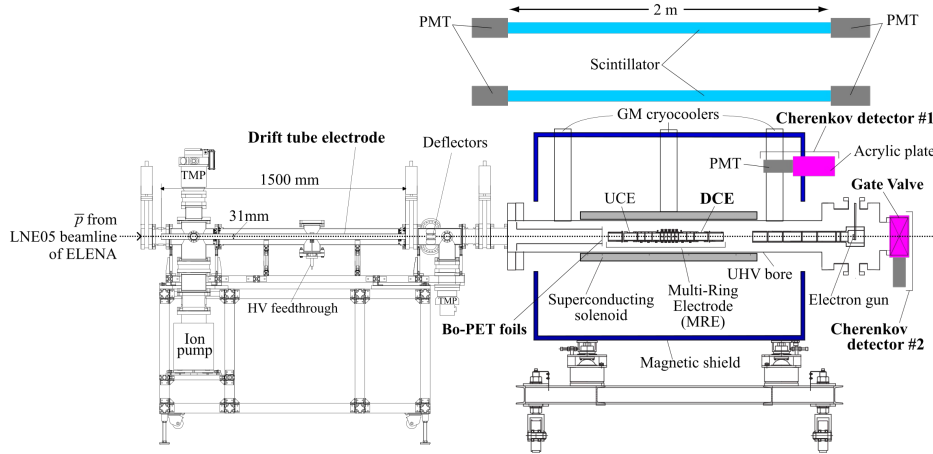 2 m
PMT
PMT
Scintillator
GM cryocoolers
Cherenkov detector #1
Drift tube electrode
Deflectors
PMT
Acrylic plate
TMP
1500 mm
Gate Valve
UCE
DCE
31mm
p̅ from
LNE05 beamline
of ELENA
UHV bore
HV feedthrough
TMP
Superconducting
solenoid
Multi-Ring
Electrode
(MRE)
Electron gun
Bo-PET foils
Ion
pump
Cherenkov
detector #2
Magnetic shield